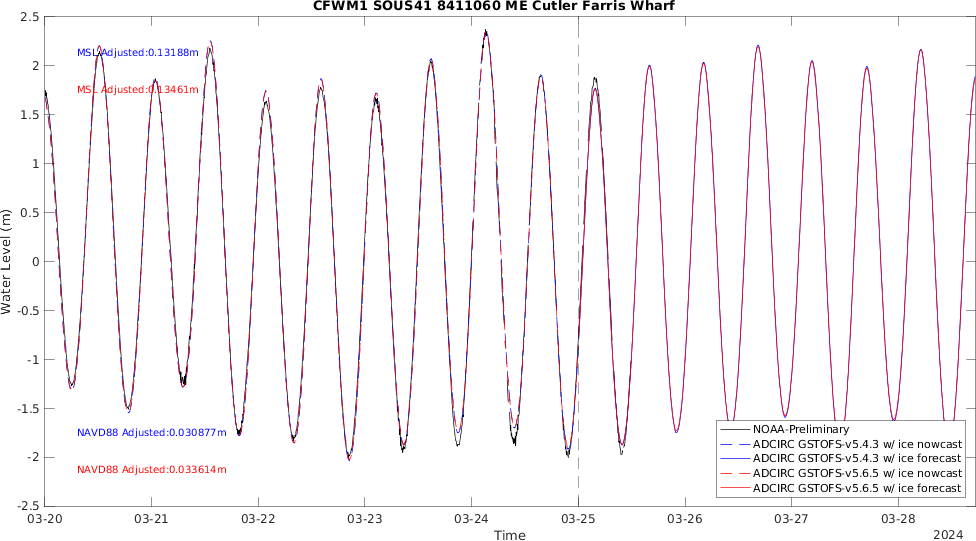 CFWM1 SOUS41 8411060 ME Cutler Farris Wharf
2.5
2
1.5
1
0.5
0
-0.5
-1
-1.5
-2
-2.5
Water Level (m)
MSL Adjusted:0.13188m
MSL Adjusted:0.13461m
NAVD88 Adjusted:0.030877m
NAVD88 Adjusted:0.033614m
NOAA-Preliminary
ADCIRC GSTOFS-v5.4.3 w/ ice nowcast
ADCIRC GSTOFS-v5.4.3 w/ ice forecast
ADCIRC GSTOFS-v5.6.5 w/ ice nowcast
ADCIRC GSTOFS-v5.6.5 w/ ice forecast
03-20 03-21 03-22 03-23 03-24 03-25 03-26 03-27 03-28
Time
2024